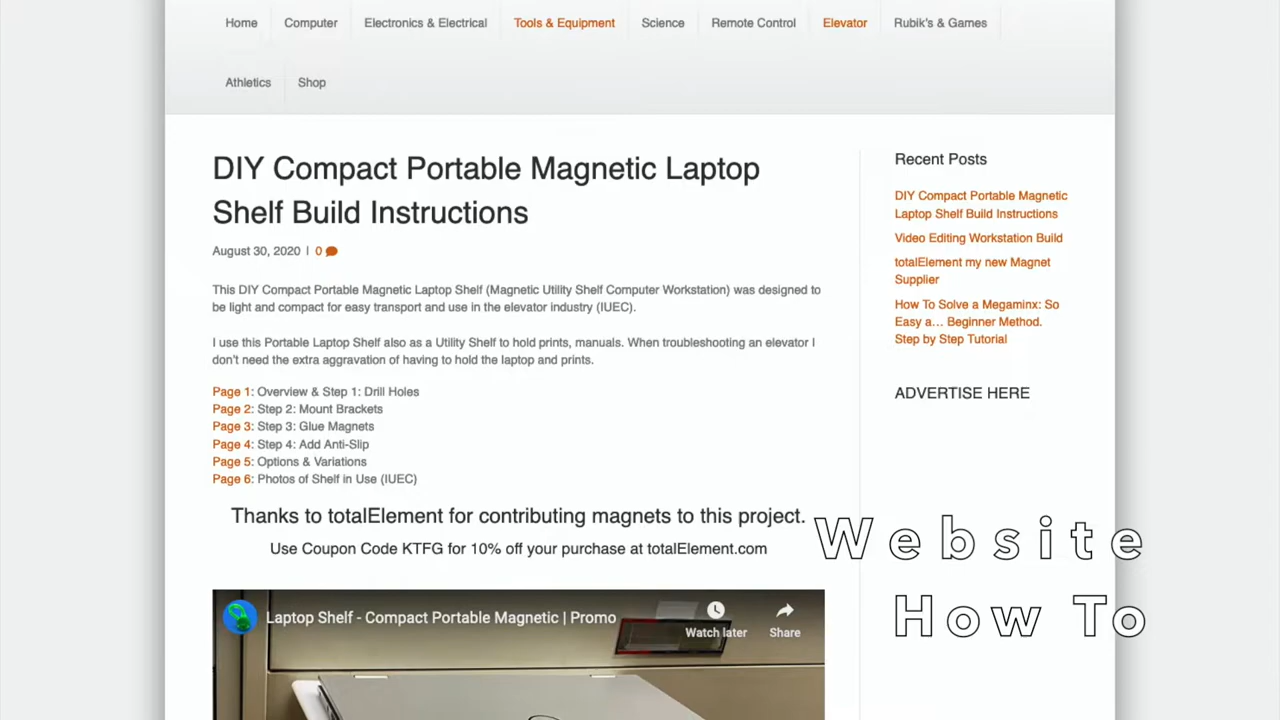 Home Computer Electronics & Electrical Tools & Equipment Science Remote Control Elevator Rubik's & Games
Athletics Shop
DIY Compact Portable Magnetic Laptop
Shelf Build Instructions
August 30, 2020 | 0
This DIY Compact Portable Magnetic Laptop Shelf (Magnetic Utility Shelf Computer Workstation) was designed to
be light and compact for easy transport and use in the elevator industry (IUEC).
I use this Portable Laptop Shelf also as a Utility Shelf to hold prints, manuals. When troubleshooting an elevator I
don't need the extra aggravation of having to hold the laptop and prints.
Page 1: Overview & Step 1: Drill Holes
Page 2: Step 2: Mount Brackets
Page 3: Step 3: Glue Magnets
Page 4: Step 4: Add Anti-Slip
Page 5: Options & Variations
Page 6: Photos of Shelf in Use (IUEC)
Thanks to totalElement for contributing magnets to this project.
Use Coupon Code KTFG for 10% off your purchase at totalElement.com
Laptop Shelf - Compact Portable Magnetic | Promo
Watch later Share
Recent Posts
DIY Compact Portable Magnetic
Laptop Shelf Build Instructions
Video Editing Workstation Build
totalElement my new Magnet
Supplier
How To Solve a Megaminx: So
Easy a… Beginner Method.
Step by Step Tutorial
ADVERTISE HERE
Website
How To